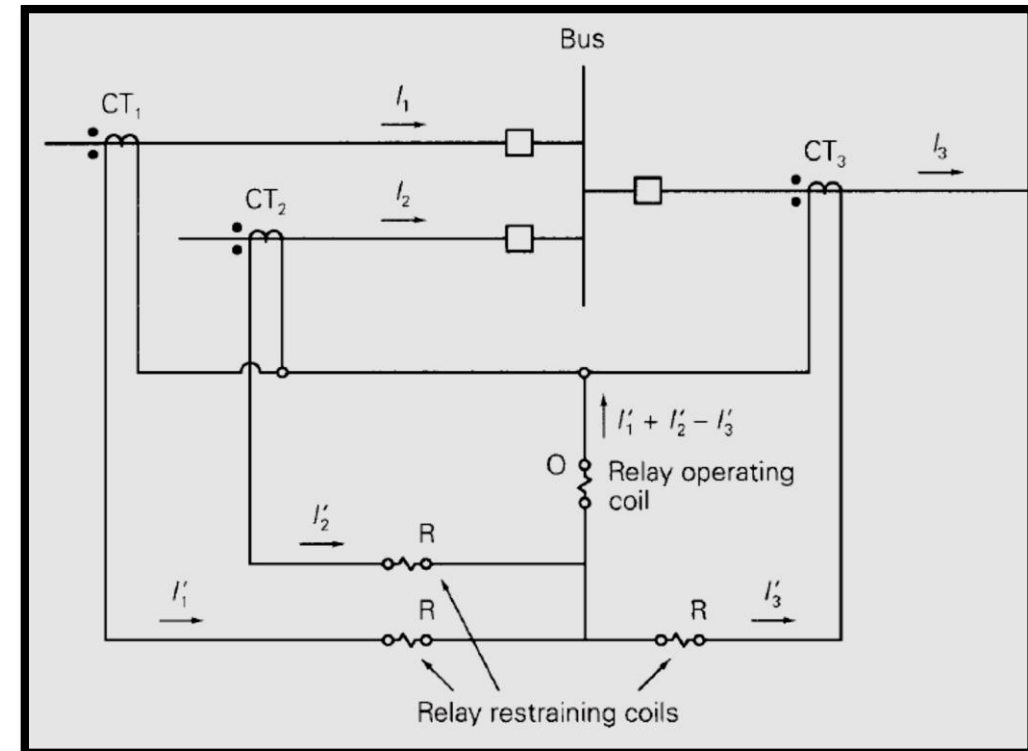 Bus
CT₁
I₁
CT₃
I₃
CT₂
I₂
I′₁ + I′₂ − I′₃
O
Relay operating
coil
I′₂
R
I′₁
R
R
I′₃
Relay restraining coils